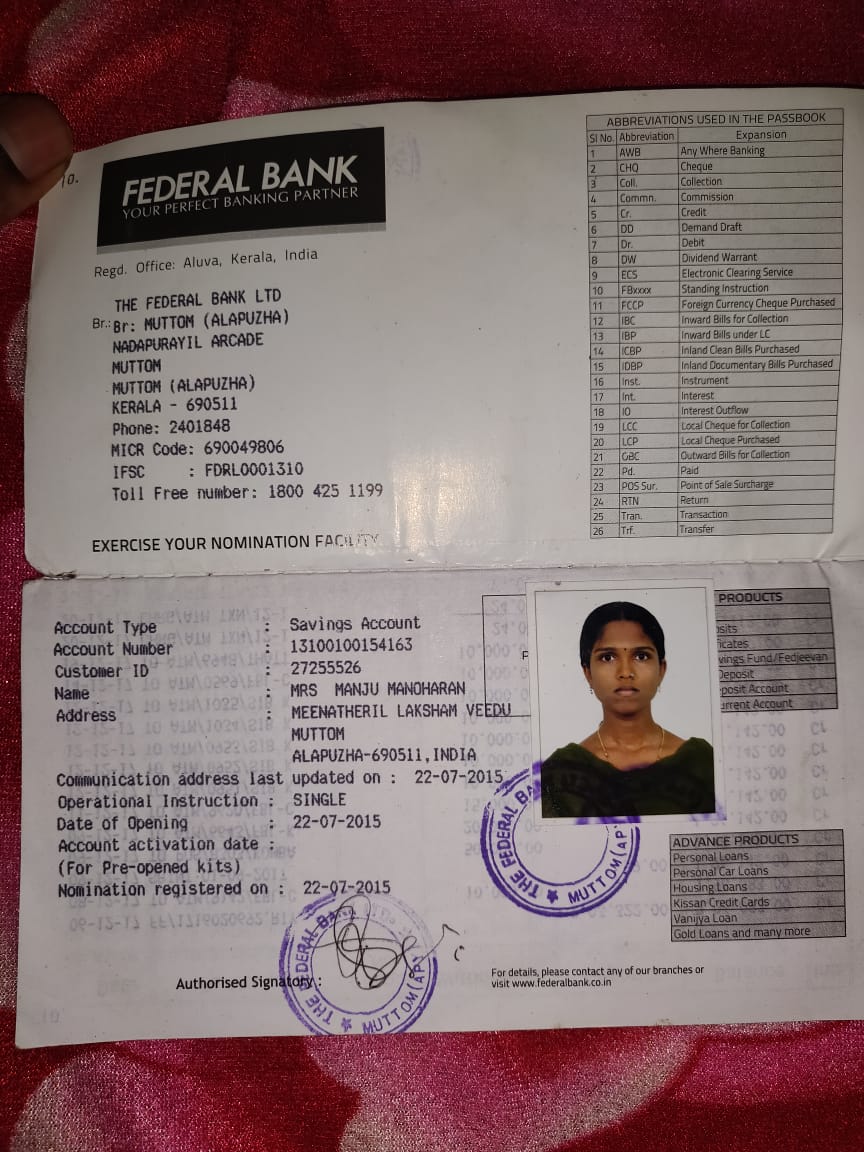 10.
FEDERAL BANK
YOUR PERFECT BANKING PARTNER
Regd. Office: Aluva, Kerala, India
THE FEDERAL BANK LTD
Br.: Br: MUTTOM (ALAPUZHA)
NADAPURAYIL ARCADE
MUTTOM
MUTTOM (ALAPUZHA)
KERALA - 690511
Phone: 2401848
MICR Code: 690049806
IFSC : FDRL0001310
Toll Free number: 1800 425 1199
EXERCISE YOUR NOMINATION FACILITY
ABBREVIATIONS USED IN THE PASSBOOK
Sl No. Abbreviation Expansion
1 AWB Any Where Banking
2 CHQ Cheque
3 Coll. Collection
4 Commn. Commission
5 Cr. Credit
6 DD Demand Draft
7 Dr. Debit
8 DW Dividend Warrant
9 ECS Electronic Clearing Service
10 FBxxxx Standing Instruction
11 FCCP Foreign Currency Cheque Purchased
12 IBC Inward Bills for Collection
13 IBP Inward Bills under LC
14 ICBP Inland Clean Bills Purchased
15 IDBP Inland Documentary Bills Purchased
16 Inst. Instrument
17 Int. Interest
18 IO Interest Outflow
19 LCC Local Cheque for Collection
20 LCP Local Cheque Purchased
21 OBC Outward Bills for Collection
22 Pd. Paid
23 POS Sur. Point of Sale Surcharge
24 RTN Return
25 Tran. Transaction
26 Trf. Transfer
Account Type : Savings Account
Account Number : 13100100154163
Customer ID : 27255526
Name : MRS MANJU MANOHARAN
Address : MEENATHERIL LAKSHAM VEEDU
MUTTOM
ALAPUZHA-690511,INDIA
Communication address last updated on : 22-07-2015
Operational Instruction : SINGLE
Date of Opening : 22-07-2015
Account activation date :
(For Pre-opened kits)
Nomination registered on : 22-07-2015
Authorised Signatory :
THE FEDERAL BAN
MUTTOM (AP)
PRODUCTS
sits
ficates
vings Fund/Fedjeevan
Deposit
posit Account
urrent Account
THE FEDERAL BA
MUTTOM (AP)
ADVANCE PRODUCTS
Personal Loans
Personal Car Loans
Housing Loans
Kissan Credit Cards
Vanijya Loan
Gold Loans and many more
For details, please contact any of our branches or
visit www.federalbank.co.in